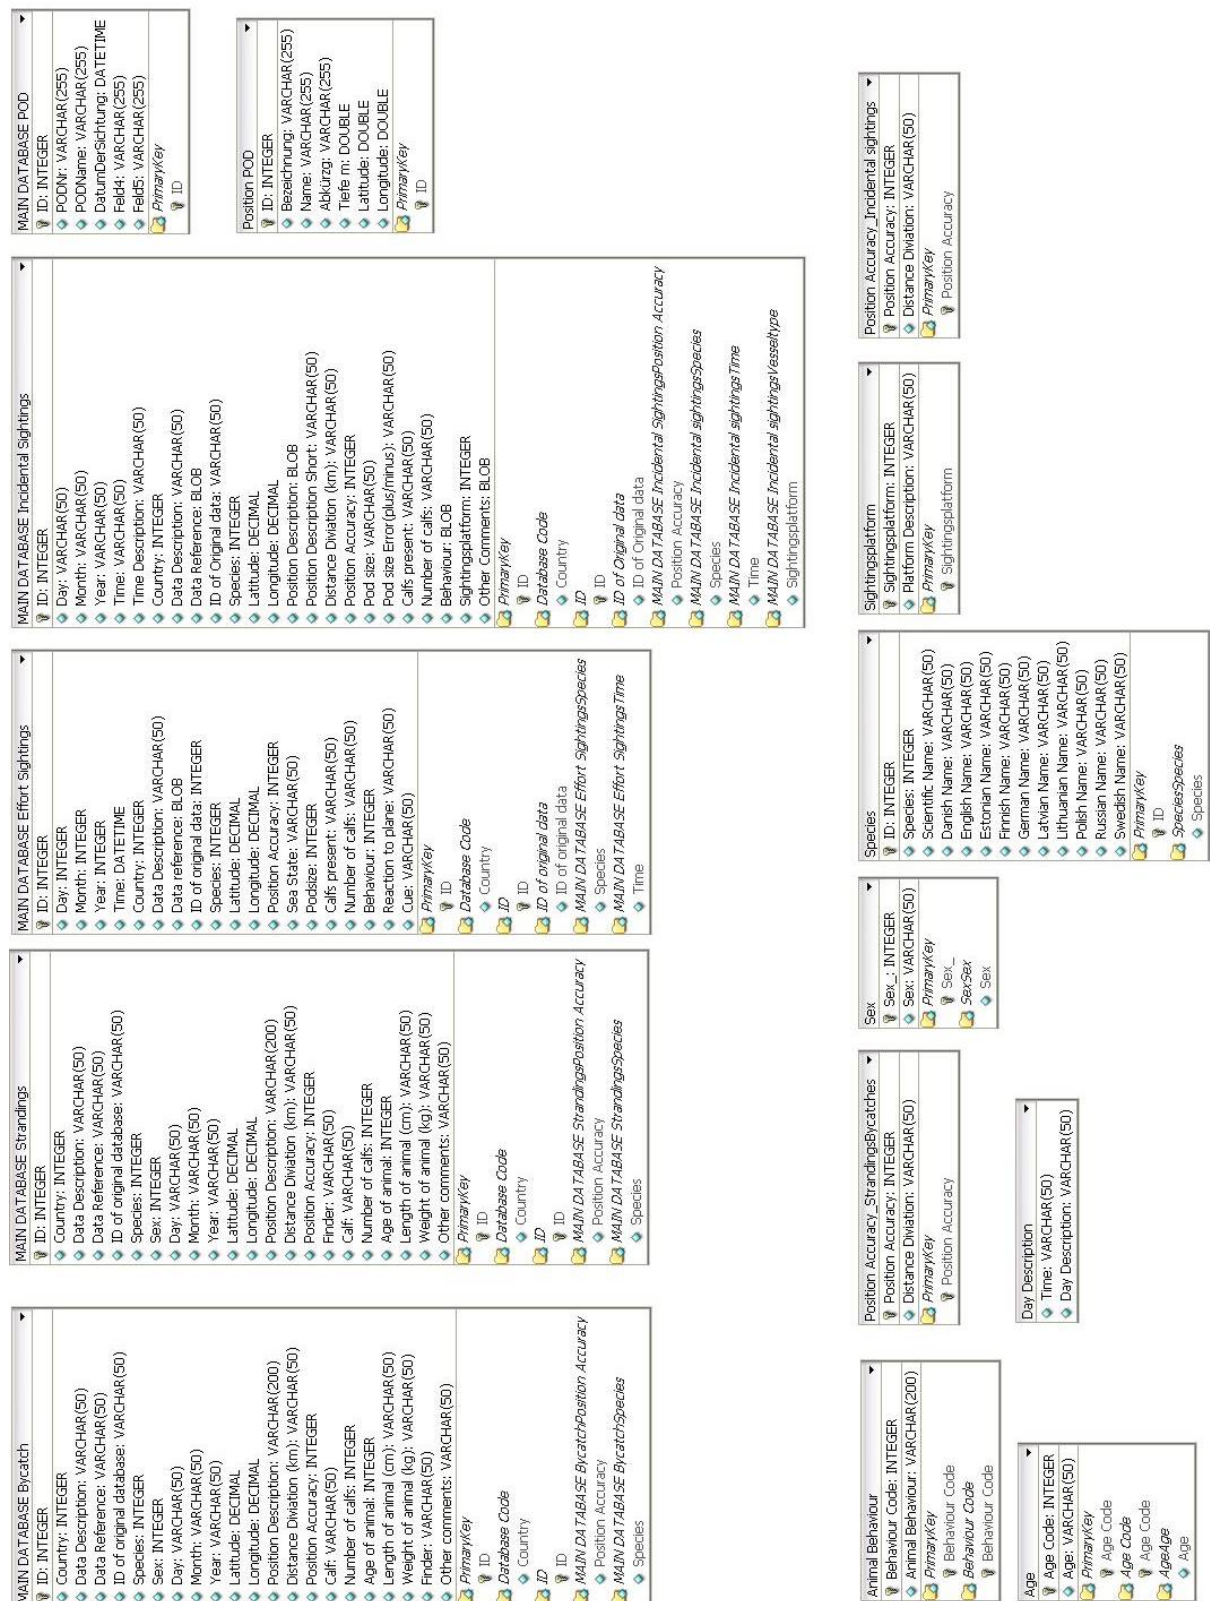 MAIN DATABASE Bycatch
ID: INTEGER
Country: INTEGER
Data Description: VARCHAR(50)
Data Reference: VARCHAR(50)
ID of original database: VARCHAR(50)
Species: INTEGER
Sex: INTEGER
Day: VARCHAR(50)
Month: VARCHAR(50)
Year: VARCHAR(50)
Latitude: DECIMAL
Longitude: DECIMAL
Position Description: VARCHAR(200)
Distance Diviation (km): VARCHAR(50)
Position Accuracy: INTEGER
Calf: VARCHAR(50)
Number of calfs: INTEGER
Age of animal: INTEGER
Length of animal (cm): VARCHAR(50)
Weight of animal (kg): VARCHAR(50)
Finder: VARCHAR(50)
Other comments: VARCHAR(50)
PrimaryKey
ID
Database Code
Country
ID
ID
MAIN DATABASE BycatchPosition Accuracy
Position Accuracy
MAIN DATABASE BycatchSpecies
Species
MAIN DATABASE Strandings
ID: INTEGER
Country: INTEGER
Data Description: VARCHAR(50)
Data Reference: VARCHAR(50)
ID of original database: VARCHAR(50)
Species: INTEGER
Sex: INTEGER
Day: VARCHAR(50)
Month: VARCHAR(50)
Year: VARCHAR(50)
Latitude: DECIMAL
Longitude: DECIMAL
Position Description: VARCHAR(200)
Distance Diviation (km): VARCHAR(50)
Position Accuracy: INTEGER
Finder: VARCHAR(50)
Calf: VARCHAR(50)
Number of calfs: INTEGER
Age of animal: INTEGER
Length of animal (cm): VARCHAR(50)
Weight of animal (kg): VARCHAR(50)
Other comments: VARCHAR(50)
PrimaryKey
ID
Database Code
Country
ID
ID
MAIN DATABASE StrandingsPosition Accuracy
Position Accuracy
MAIN DATABASE StrandingsSpecies
Species
MAIN DATABASE Effort Sightings
ID: INTEGER
Day: INTEGER
Month: INTEGER
Year: INTEGER
Time: DATETIME
Country: INTEGER
Data Description: VARCHAR(50)
Data reference: BLOB
ID of original data: INTEGER
Species: INTEGER
Latitude: DECIMAL
Longitude: DECIMAL
Position Accuracy: INTEGER
Sea State: VARCHAR(50)
Podsize: INTEGER
Calfs present: VARCHAR(50)
Number of calfs: VARCHAR(50)
Behaviour: INTEGER
Reaction to plane: VARCHAR(50)
Cue: VARCHAR(50)
PrimaryKey
ID
Database Code
Country
ID
ID
ID of original data
ID of original data
MAIN DATABASE Effort SightingsSpecies
Species
MAIN DATABASE Effort SightingsTime
Time
MAIN DATABASE Incidental Sightings
ID: INTEGER
Day: VARCHAR(50)
Month: VARCHAR(50)
Year: VARCHAR(50)
Time: VARCHAR(50)
Time Description: VARCHAR(50)
Country: INTEGER
Data Description: VARCHAR(50)
Data Reference: BLOB
ID of Original data: VARCHAR(50)
Species: INTEGER
Latitude: DECIMAL
Longitude: DECIMAL
Position Description: BLOB
Position Description Short: VARCHAR(50)
Distance Diviation (km): VARCHAR(50)
Position Accuracy: INTEGER
Pod size: VARCHAR(50)
Pod size Error(plus/minus): VARCHAR(50)
Calfs present: VARCHAR(50)
Number of calfs: VARCHAR(50)
Behaviour: BLOB
Sightingsplatform: INTEGER
Other Comments: BLOB
PrimaryKey
ID
Database Code
Country
ID
ID
ID of Original data
ID of Original data
MAIN DATABASE Incidental SightingsPosition Accuracy
Position Accuracy
MAIN DATABASE Incidental sightingsSpecies
Species
MAIN DATABASE Incidental sightingsTime
Time
MAIN DATABASE Incidental sightingsVesseltype
Sightingsplatform
MAIN DATABASE POD
ID: INTEGER
PODNr: VARCHAR(255)
PODName: VARCHAR(255)
DatumDerSichtung: DATETIME
Feld4: VARCHAR(255)
Feld5: VARCHAR(255)
PrimaryKey
ID
Position POD
ID: INTEGER
Bezeichnung: VARCHAR(255)
Name: VARCHAR(255)
Abkürzg: VARCHAR(255)
Tiefe m: DOUBLE
Latitude: DOUBLE
Longitude: DOUBLE
PrimaryKey
ID
Animal Behaviour
Behaviour Code: INTEGER
Animal Behaviour: VARCHAR(200)
PrimaryKey
Behaviour Code
Behaviour Code
Behaviour Code
Age
Age Code: INTEGER
Age: VARCHAR(50)
PrimaryKey
Age Code
Age Code
Age Code
AgeAge
Age
Position Accuracy_StrandingsBycatches
Position Accuracy: INTEGER
Distance Diviation: VARCHAR(50)
PrimaryKey
Position Accuracy
Day Description
Time: VARCHAR(50)
Day Description: VARCHAR(50)
Sex
Sex_: INTEGER
Sex: VARCHAR(50)
PrimaryKey
Sex_
SexSex
Sex
Species
ID: INTEGER
Species: INTEGER
Scientific Name: VARCHAR(50)
Danish Name: VARCHAR(50)
English Name: VARCHAR(50)
Estonian Name: VARCHAR(50)
Finnish Name: VARCHAR(50)
German Name: VARCHAR(50)
Latvian Name: VARCHAR(50)
Lithuanian Name: VARCHAR(50)
Polish Name: VARCHAR(50)
Russian Name: VARCHAR(50)
Swedish Name: VARCHAR(50)
PrimaryKey
ID
SpeciesSpecies
Species
Sightingsplatform
Sightingsplatform: INTEGER
Platform Description: VARCHAR(50)
PrimaryKey
Sightingsplatform
Position Accuracy_Incidental sightings
Position Accuracy: INTEGER
Distance Diviation: VARCHAR(50)
PrimaryKey
Position Accuracy